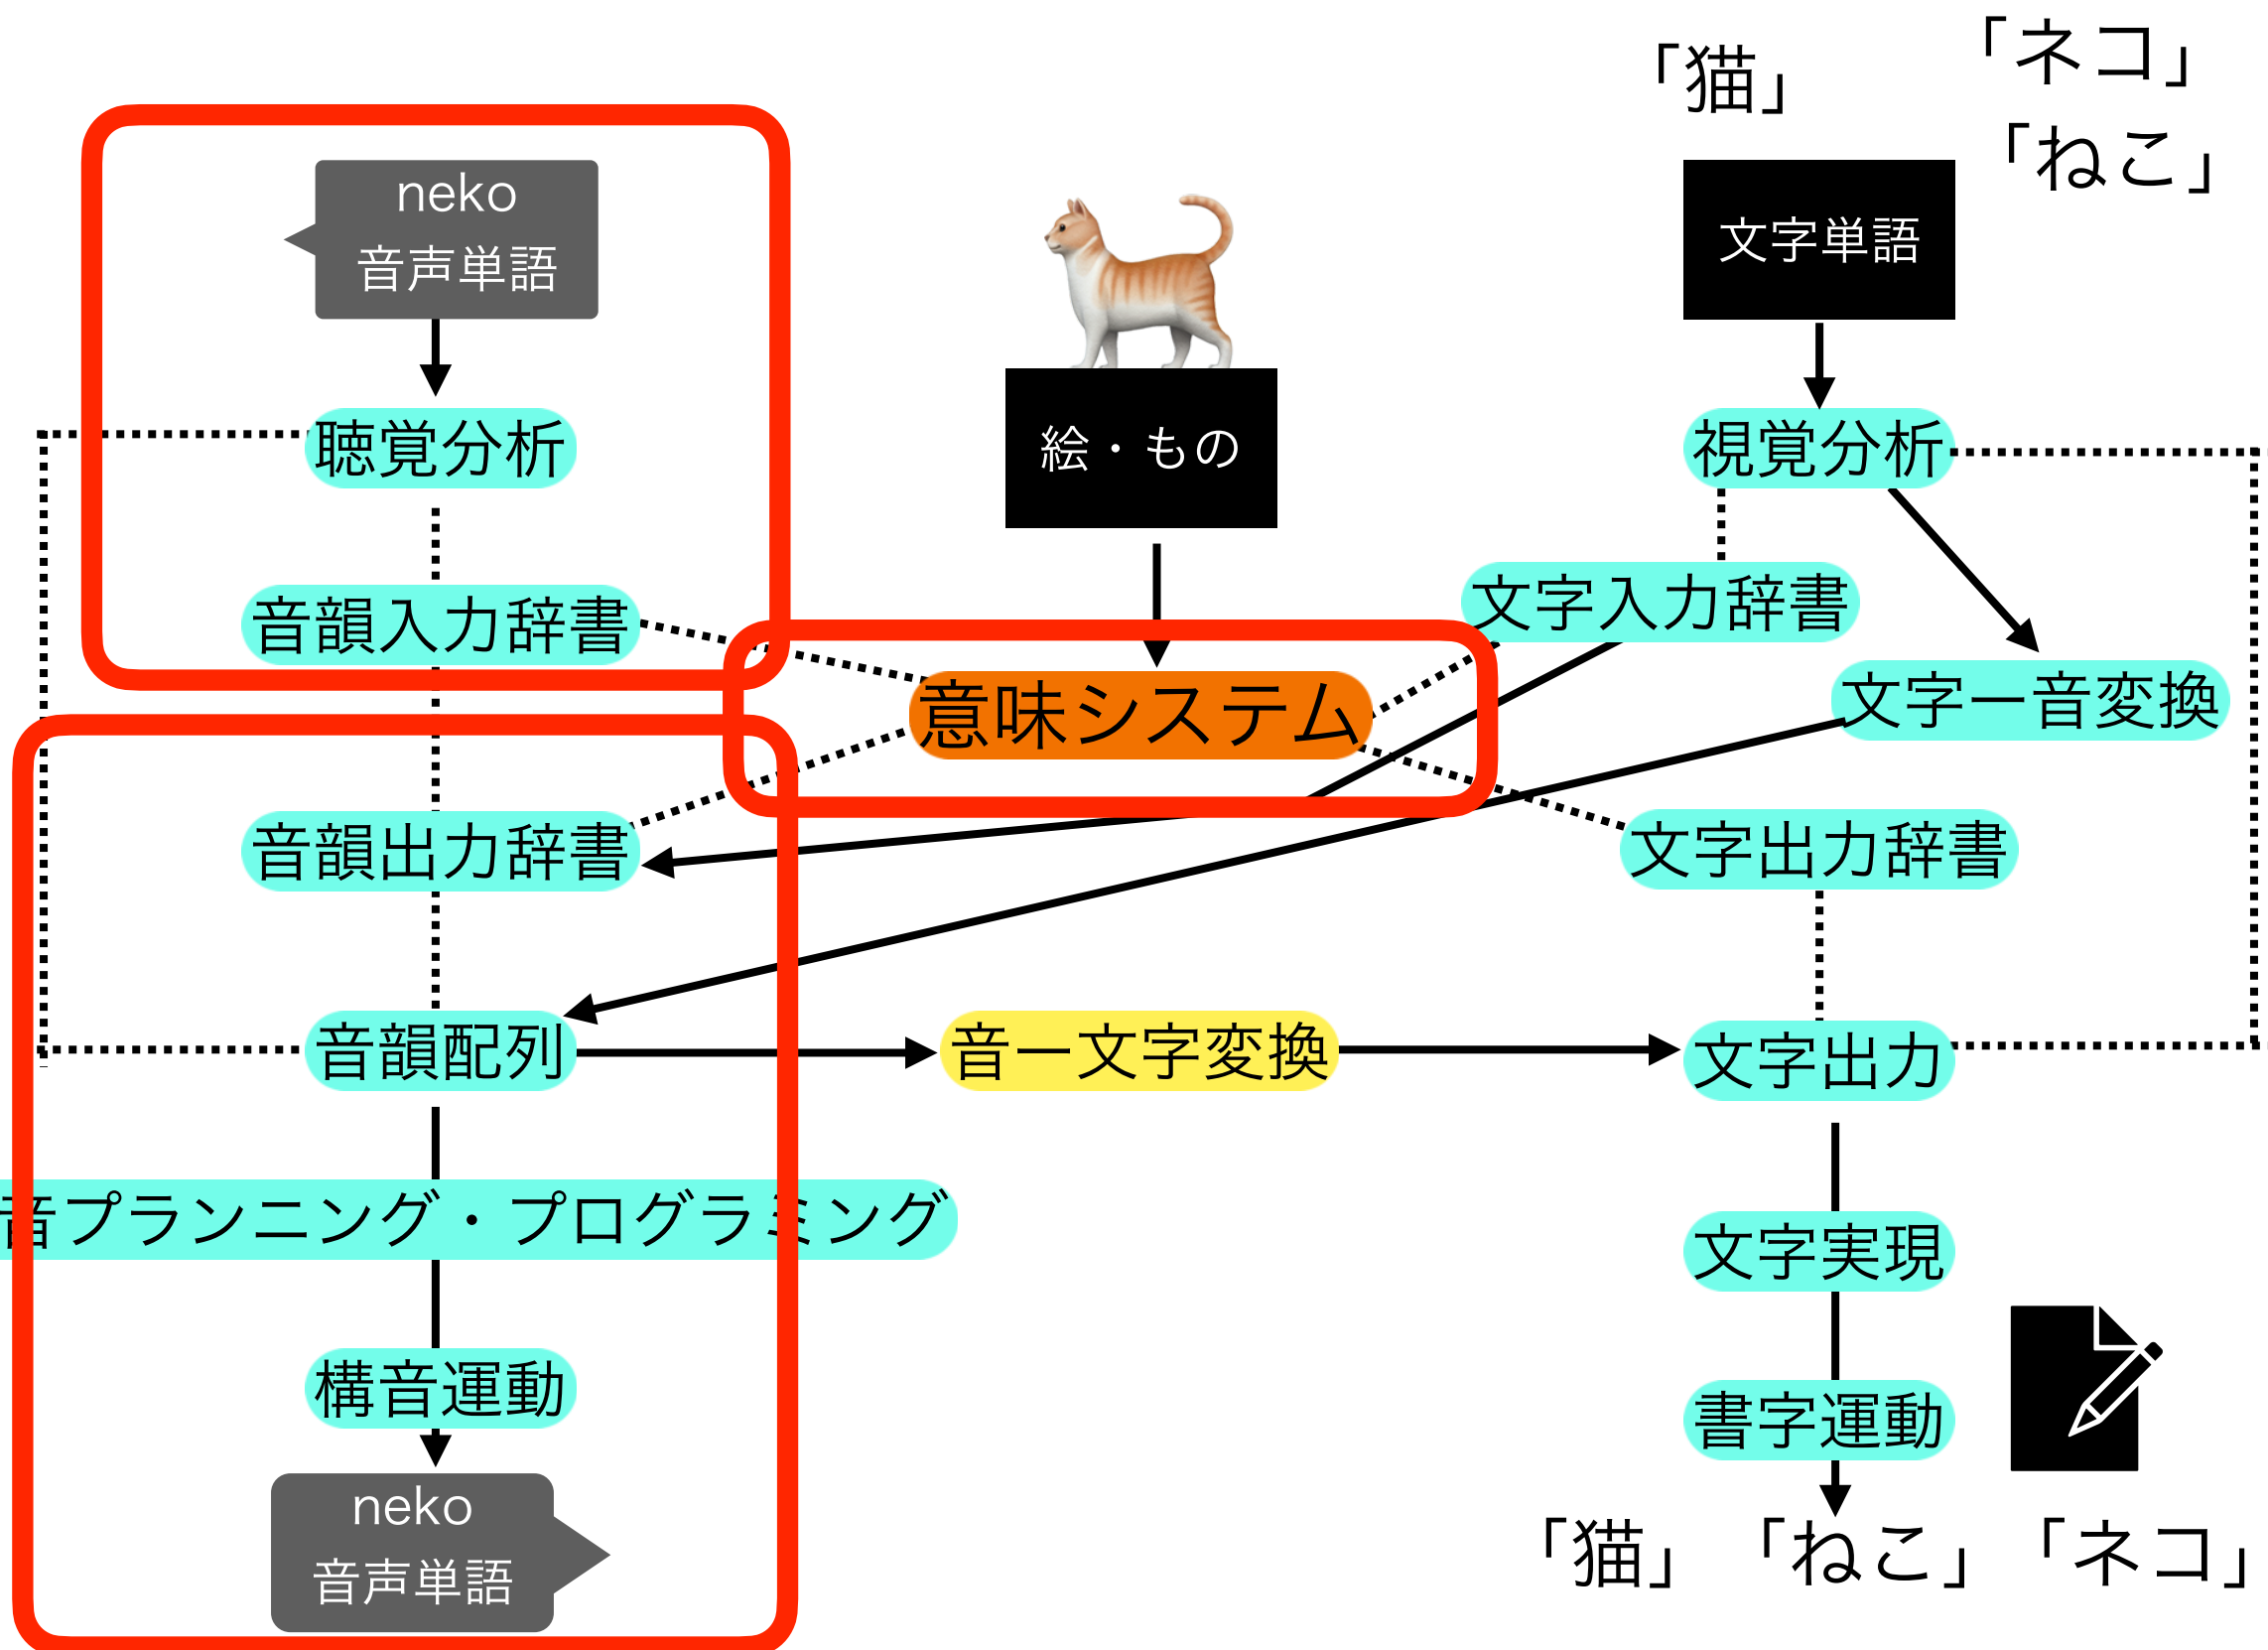 「猫」
「ネコ」
「ねこ」
neko
音声単語
文字単語
聴覚分析
絵・もの
視覚分析
音韻入力辞書
文字入力辞書
意味システム
文字一音変換
音韻出力辞書
文字出力辞書
音韻配列
音一文字変換
文字出力
音プランニング・プログラミング
文字実現
構音運動
書字運動
neko
音声単語
「猫」
「ねこ」
「ネコ」